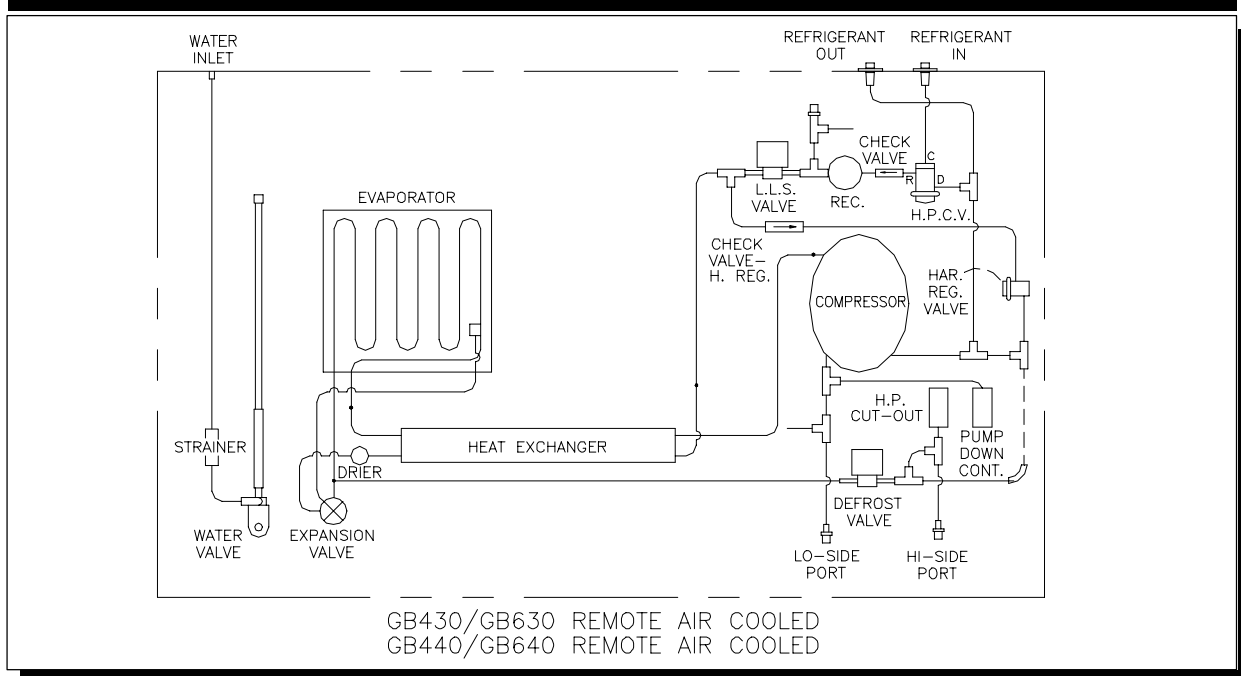 WATER
INLET
REFRIGERANT
OUT
REFRIGERANT
IN
CHECK
VALVE
C
R
D
L.L.S.
VALVE
REC.
H.P.C.V.
EVAPORATOR
CHECK
VALVE–
H. REG.
COMPRESSOR
HAR.
REG.
VALVE
H.P.
CUT–OUT
PUMP
DOWN
CONT.
STRAINER
HEAT EXCHANGER
DRIER
WATER
VALVE
EXPANSION
VALVE
DEFROST
VALVE
LO–SIDE
PORT
HI–SIDE
PORT
GB430/GB630 REMOTE AIR COOLED
GB440/GB640 REMOTE AIR COOLED